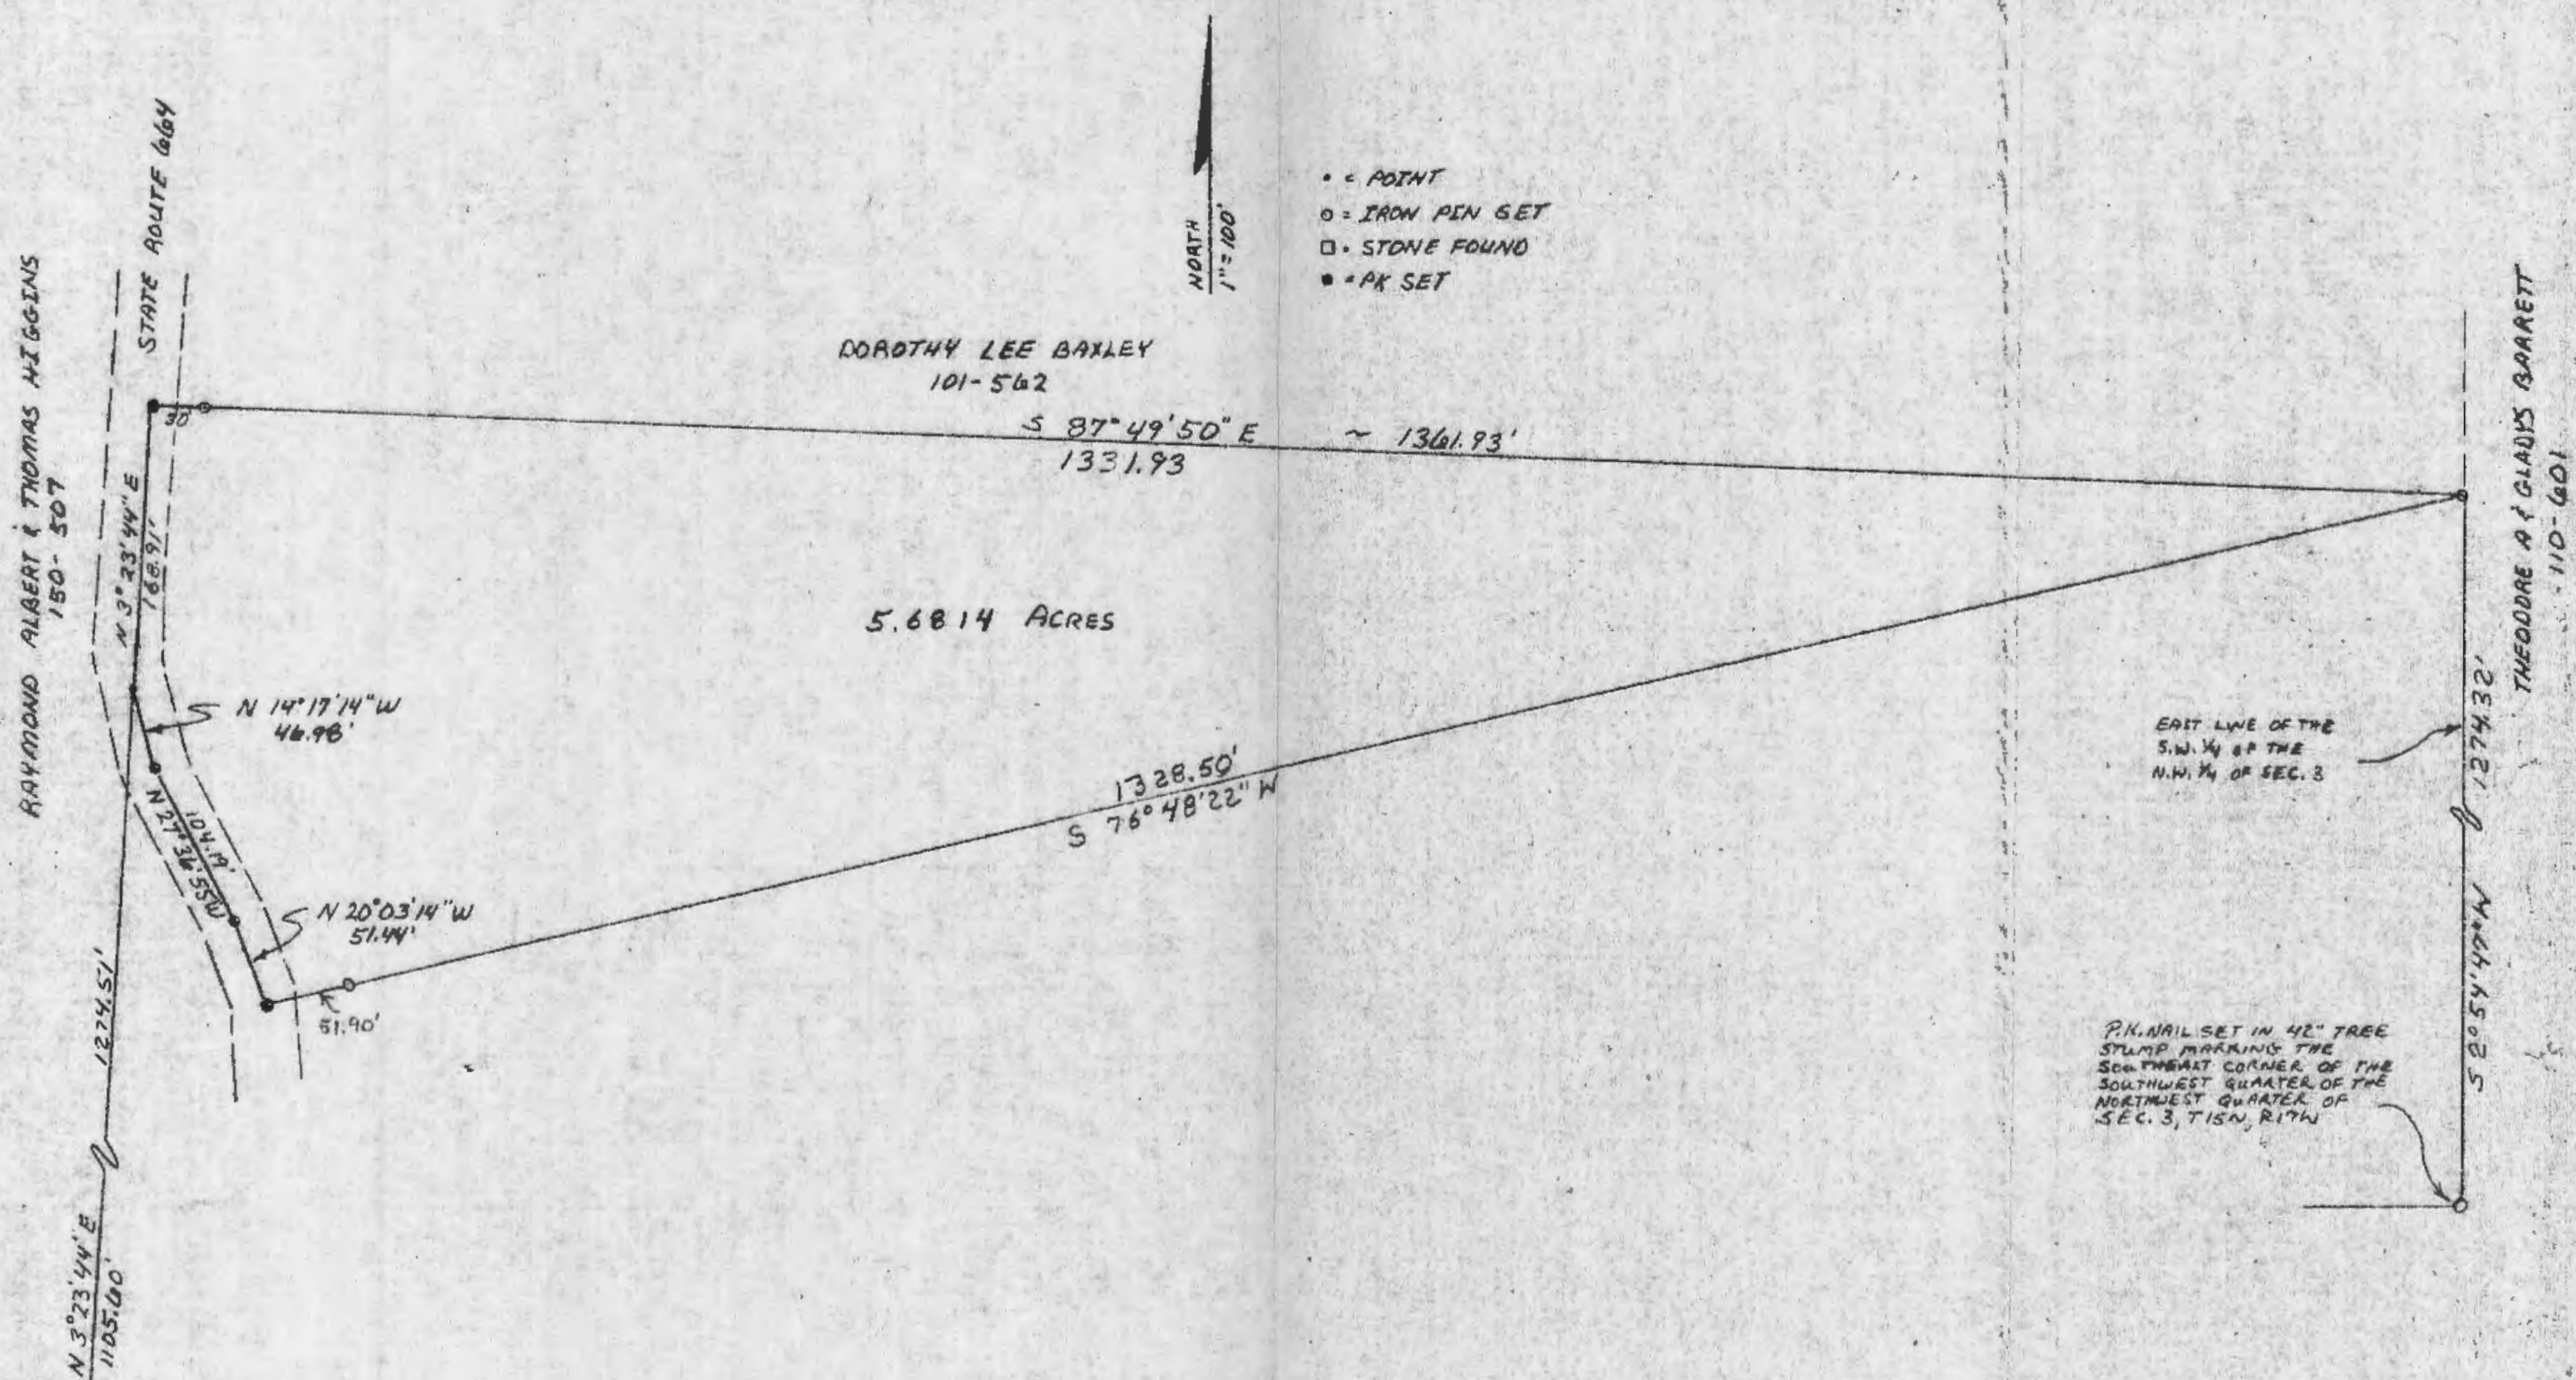 STATE ROUTE 664
RAYMOND ALBERT & THOMAS HIGGINS
150-507
NORTH
1"=100'
• = POINT
o = IRON PIN SET
□ = STONE FOUND
● = PK SET
DOROTHY LEE BAXLEY
101-562
30
S 87°49'50" E ~ 1361.93'
1331.93
N 3°23'44" E
168.91'
5.6814 ACRES
N 14°17'14" W
46.98'
N 27°36'55"W
104.19'
N 20°03'14" W
51.44'
51.90'
1328.50'
S 76°48'22" W
1274.51'
N 3°23'44" E
1105.60'
THEODORE A & GLADYS BARRETT
110-601
EAST LINE OF THE
S.W. ¼ OF THE
N.W. ¼ OF SEC. 3
S 2°54'47" W 1274.32'
P.K. NAIL SET IN 42" TREE
STUMP MARKING THE
SOUTHEAST CORNER OF THE
SOUTHWEST QUARTER OF THE
NORTHWEST QUARTER OF
SEC. 3, T15N, R17W